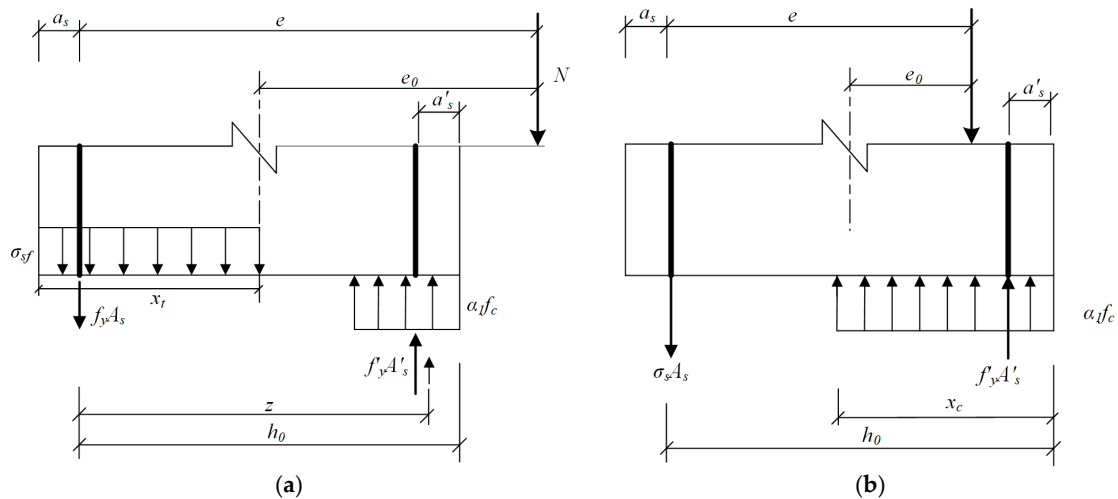 a_s e
e_0
N
a'_s
σ_sf
x_t
f_yA_s
α_1f_c
f'_yA'_s
z
h_0
(a)
a_s e
e_0
a'_s
α_1f_c
σ_sA_s
f'_yA'_s
x_c
h_0
(b)